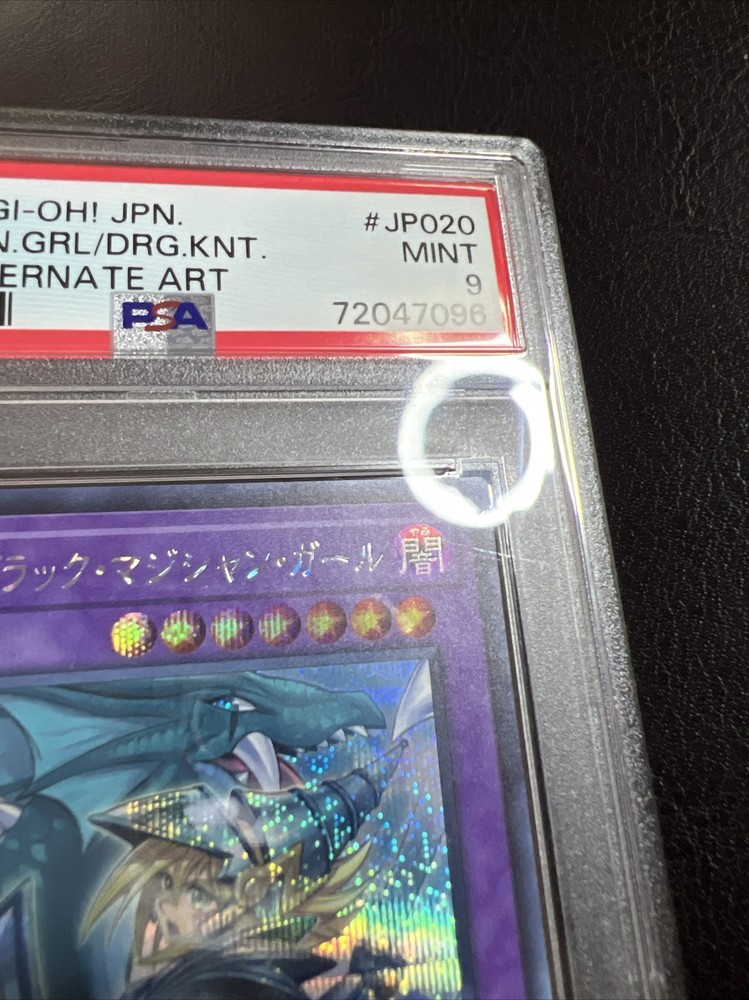 GI-OH! JPN.
#JP020
N.GRL/DRG.KNT.
MINT
ERNATE ART
9
PSA
72047096
ブラック・マジシャン・ガール
闇